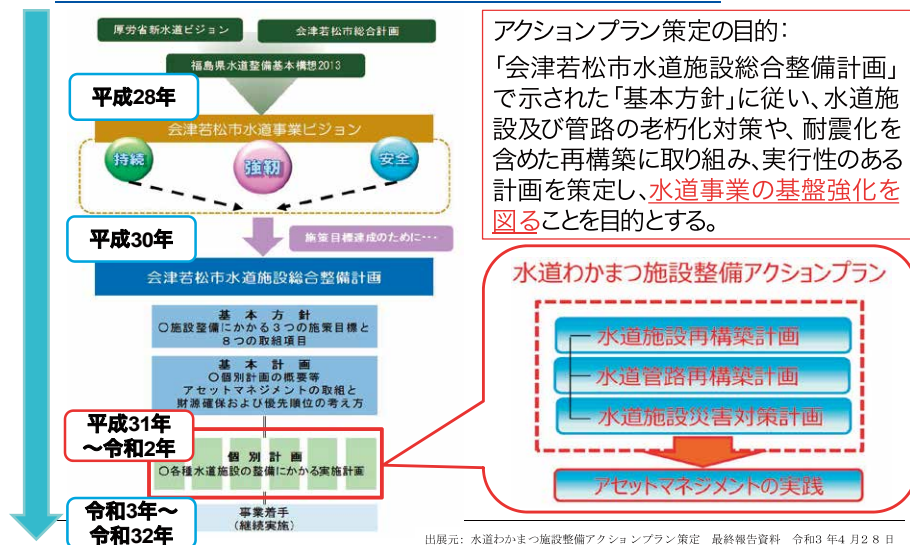 厚労省新水道ビジョン
会津若松市総合計画
福島県水道整備基本構想2013
平成28年
会津若松市水道事業ビジョン
持続
強靭
安全
平成30年
施策目標達成のために・・・
会津若松市水道施設総合整備計画
基本方針
〇施設整備にかかる３つの施策目標と
８つの取組項目
基本計画
〇個別計画の概要等
アセットマネジメントの取組と
財源確保および優先順位の考え方
平成31年
～令和2年
個別計画
〇各種水道施設の整備にかかる実施計画
令和3年～
令和32年
事業着手
(継続実施)
アクションプラン策定の目的：
「会津若松市水道施設総合整備計画」
で示された「基本方針」に従い、水道施
設及び管路の老朽化対策や、耐震化を
含めた再構築に取り組み、実行性のある
計画を策定し、水道事業の基盤強化を
図ることを目的とする。
水道わかまつ施設整備アクションプラン
水道施設再構築計画
水道管路再構築計画
水道施設災害対策計画
アセットマネジメントの実践
出展元：水道わかまつ施設整備アクションプラン策定　最終報告資料　令和3年4月28日